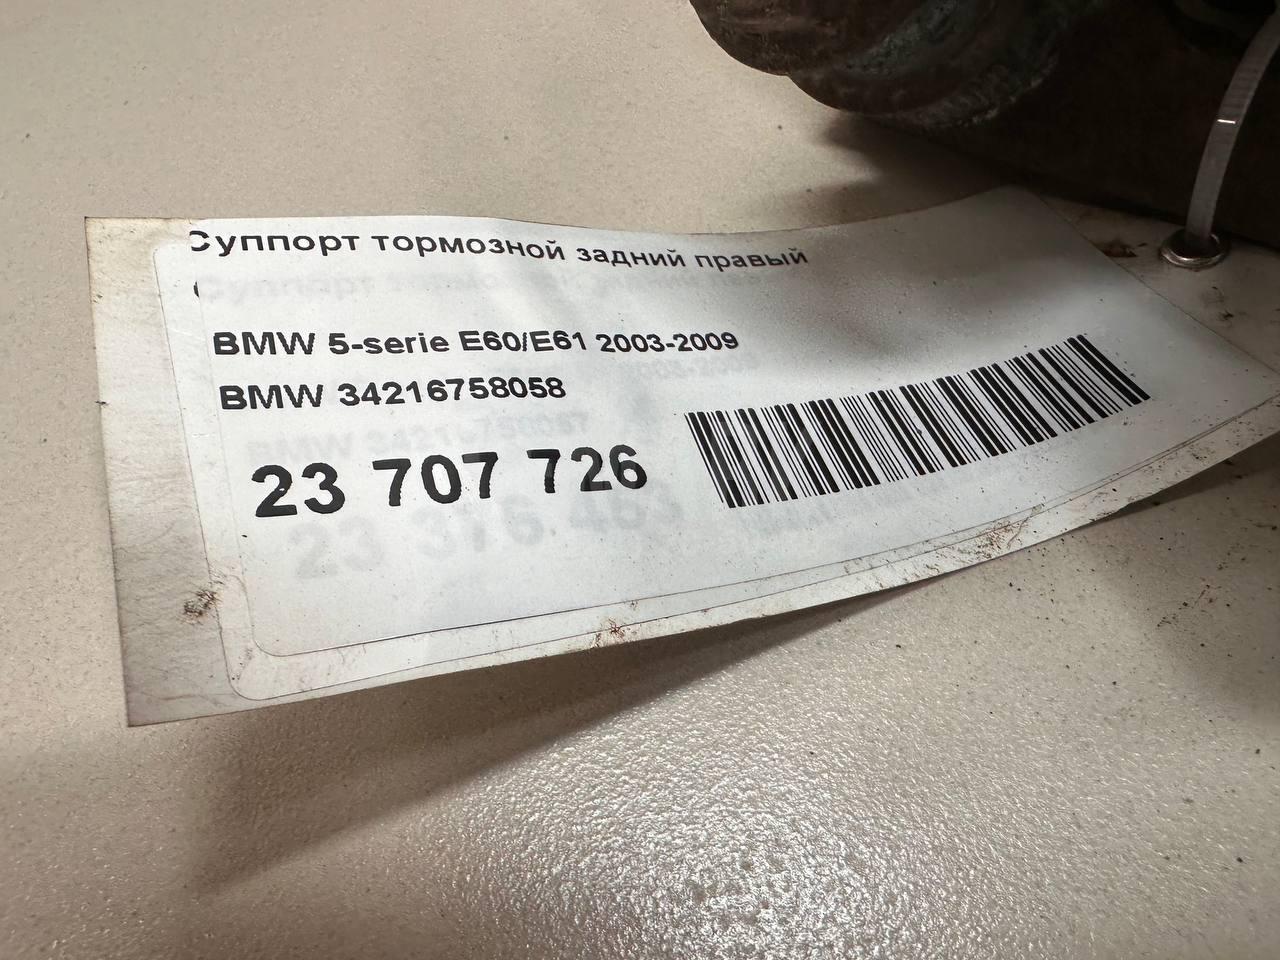 Суппорт тормозной задний правый
BMW 5-serie E60/E61 2003-2009
BMW 34216758058
23 707 726